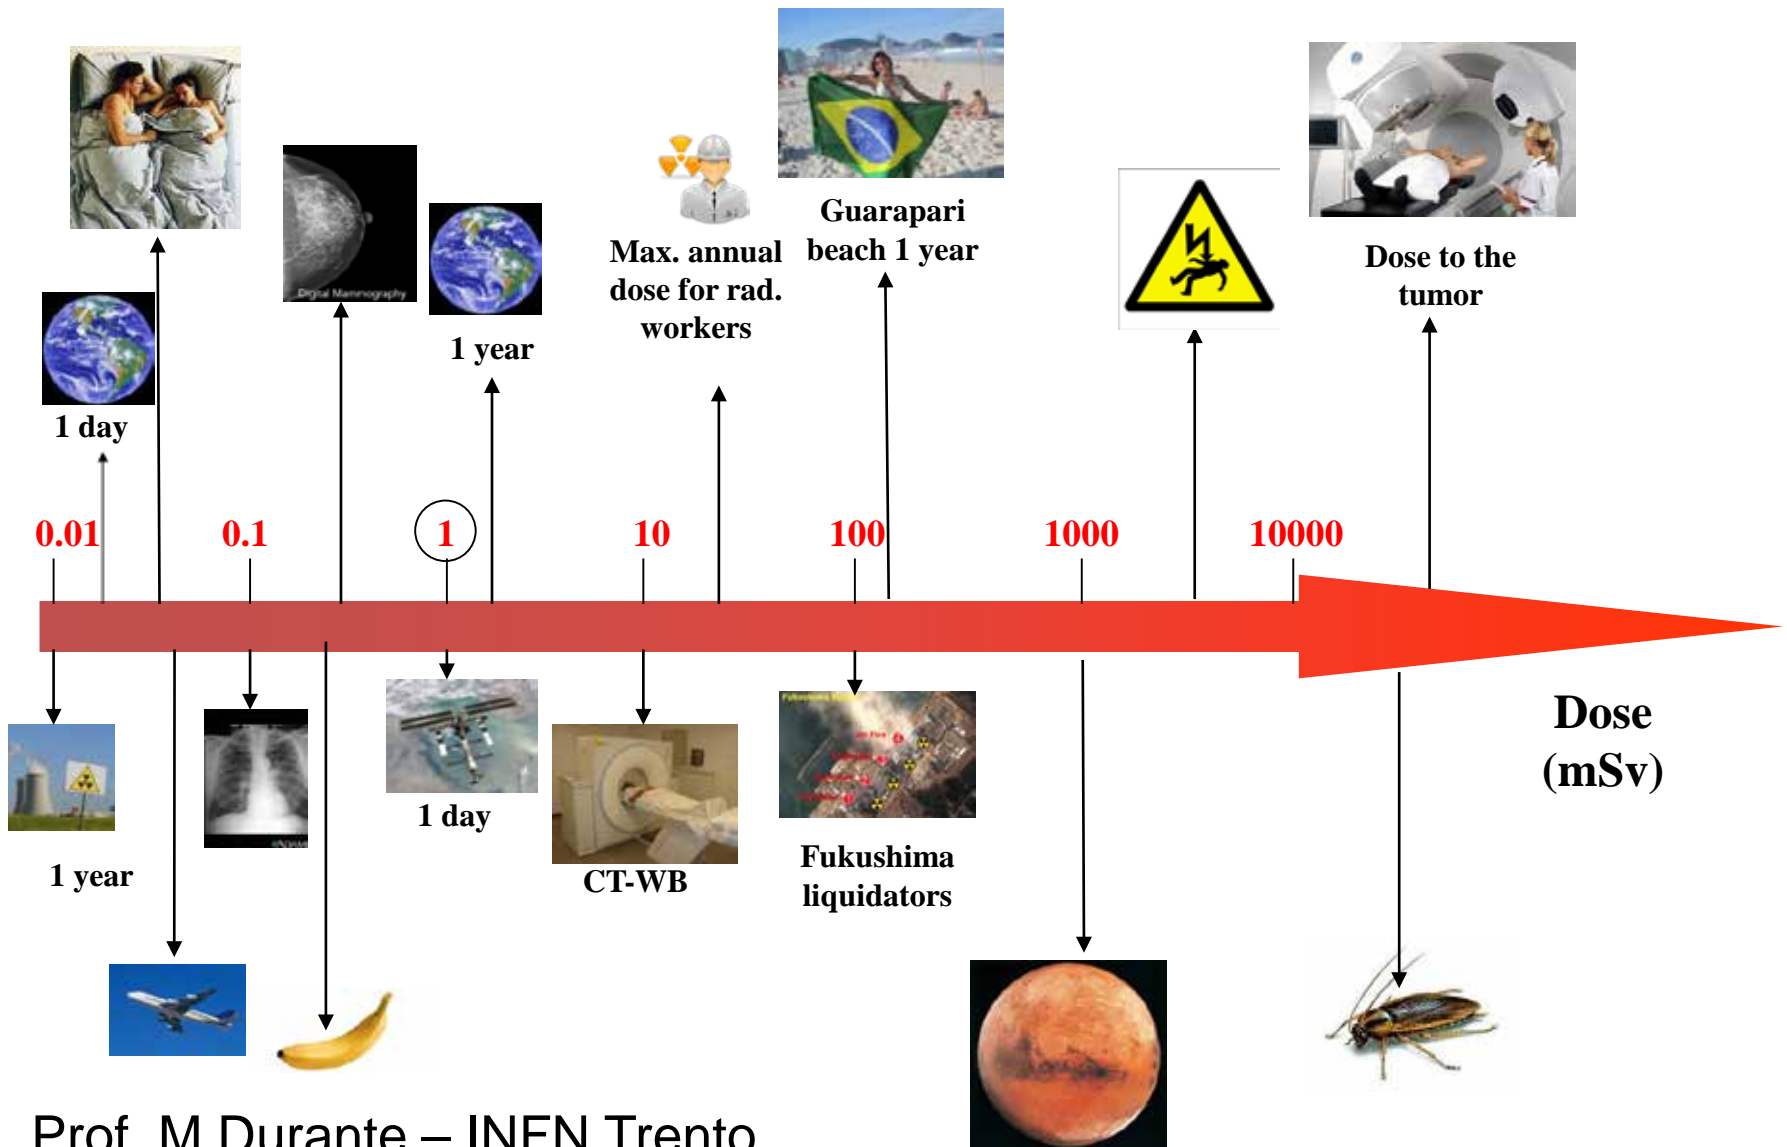 Digital Mammography
Guarapari
beach 1 year
Max. annual
dose for rad.
workers
Dose to the
tumor
1 year
1 day
0.01
0.1
1
10
100
1000
10000
Dose
(mSv)
1 day
1 year
CT-WB
Fukushima
liquidators
Prof. M Durante – INFN Trento